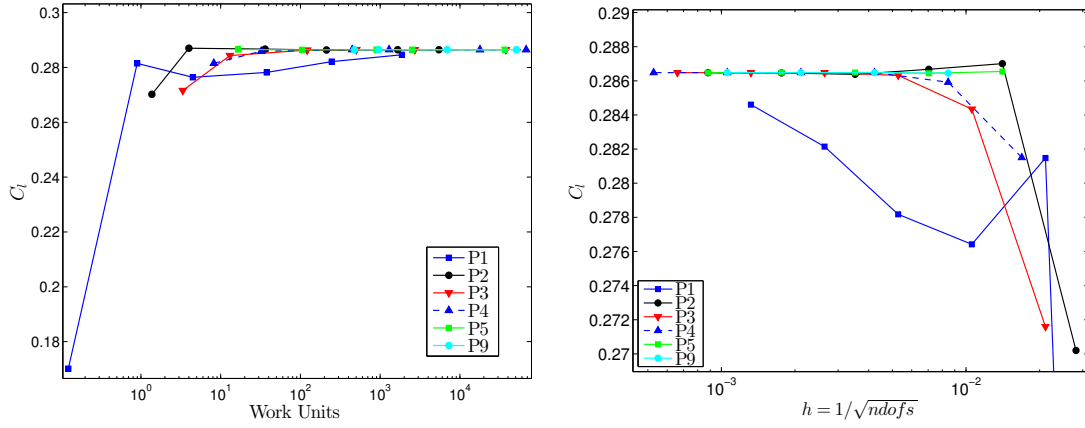 0.3
0.28
0.26
0.24
0.22
0.2
0.18
C_l
10^0
10^1
10^2
10^3
10^4
Work Units
P1
P2
P3
P4
P5
P9
0.29
0.288
0.286
0.284
0.282
0.28
0.278
0.276
0.274
0.272
0.27
C_l
10^{-3}
10^{-2}
h = 1/√ndofs
P1
P2
P3
P4
P5
P9